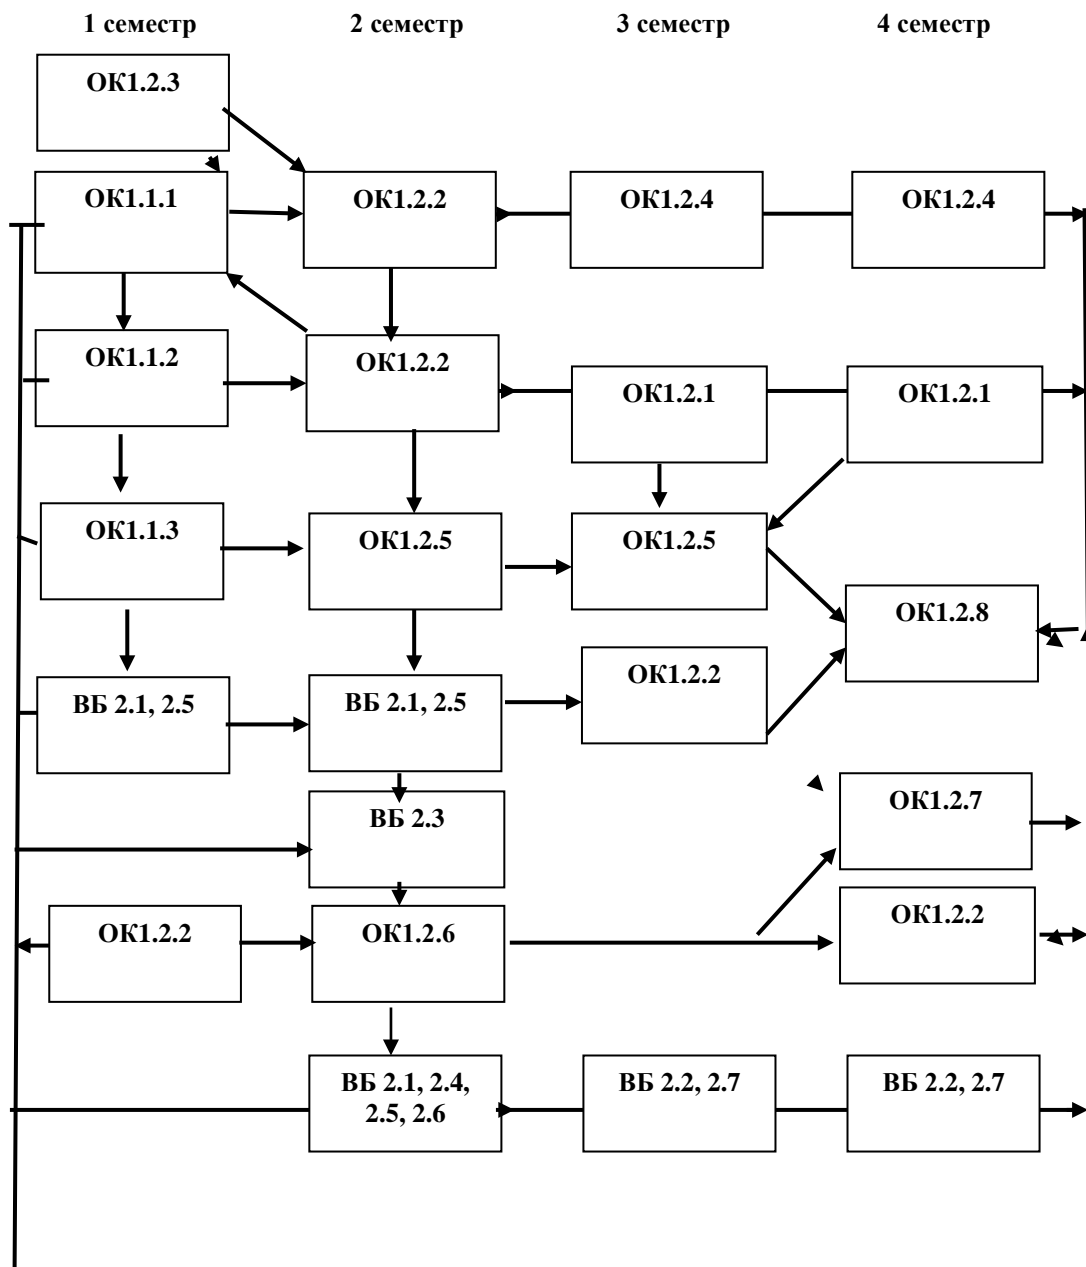 1 семестр 2 семестр 3 семестр 4 семестр
ОК1.2.3
ОК1.1.1 ОК1.2.2 ОК1.2.4 ОК1.2.4
ОК1.1.2 ОК1.2.2 ОК1.2.1 ОК1.2.1
ОК1.1.3 ОК1.2.5 ОК1.2.5
ОК1.2.8
ВБ 2.1, 2.5 ВБ 2.1, 2.5 ОК1.2.2
ВБ 2.3 ОК1.2.7
ОК1.2.2 ОК1.2.6 ОК1.2.2
ВБ 2.1, 2.4, ВБ 2.2, 2.7 ВБ 2.2, 2.7
2.5, 2.6